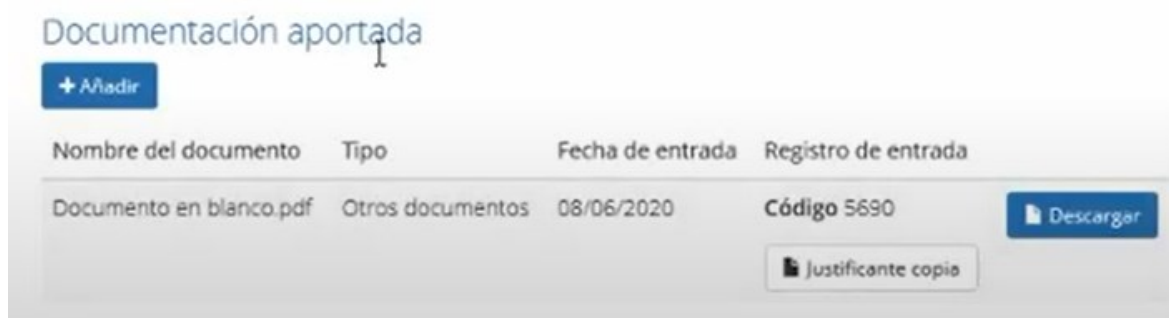 Documentación aportada
+ Añadir
Nombre del documento Tipo Fecha de entrada Registro de entrada
Documento en blanco.pdf Otros documentos 08/06/2020 Código 5690 Descargar
Justificante copia